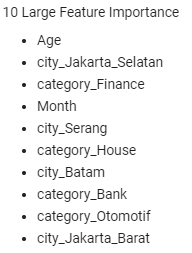 10 Large Feature Importance
• Age
• city_Jakarta_Selatan
• category_Finance
• Month
• city_Serang
• category_House
• city_Batam
• category_Bank
• category_Otomotif
• city_Jakarta_Barat